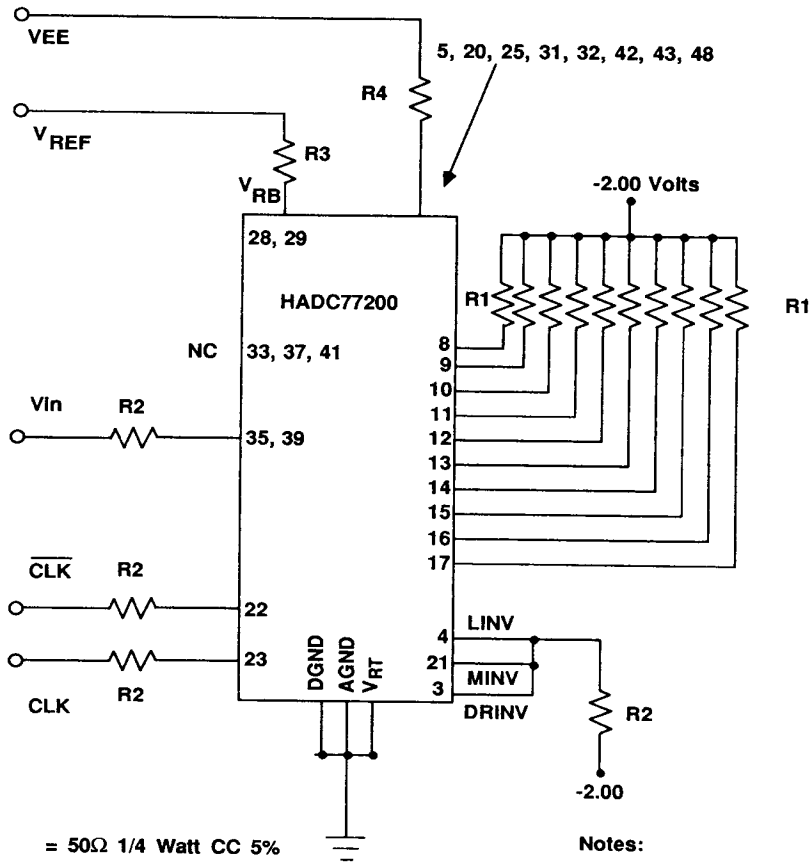 VEE
5, 20, 25, 31, 32, 42, 43, 48
R4
VREF
R3
VRB
-2.00 Volts
28, 29
HADC77200
R1
R1
NC
33, 37, 41
8
9
10
11
12
13
14
15
16
17
Vin
R2
35, 39
CLK
R2
22
23
R2
CLK
DGND
AGND
VRT
4
LINV
21
MINV
3
DRINV
R2
-2.00
= 50Ω 1/4 Watt CC 5%
Notes: